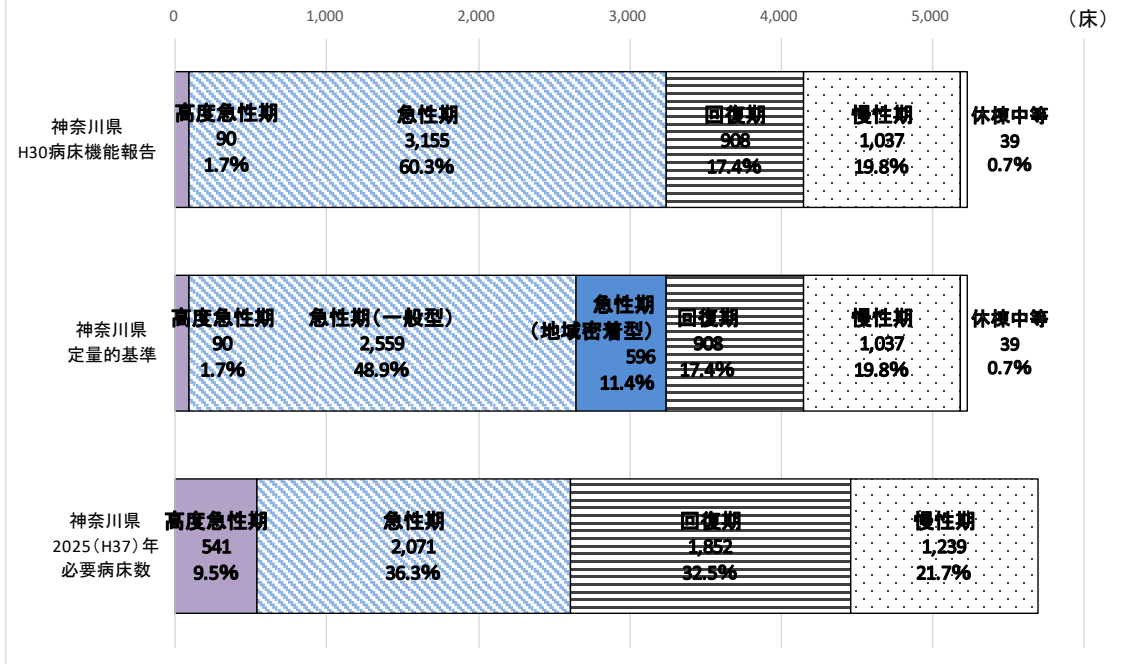 0 1,000 2,000 3,000 4,000 5,000 (床)
神奈川県
H30病床機能報告
高度急性期
90
1.7%
急性期
3,155
60.3%
回復期
908
17.4%
慢性期
1,037
19.8%
休棟中等
39
0.7%
神奈川県
定量的基準
高度急性期
90
1.7%
急性期(一般型)
2,559
48.9%
急性期
(地域密着型)
596
11.4%
回復期
908
17.4%
慢性期
1,037
19.8%
休棟中等
39
0.7%
神奈川県
2025(H37)年
必要病床数
高度急性期
541
9.5%
急性期
2,071
36.3%
回復期
1,852
32.5%
慢性期
1,239
21.7%